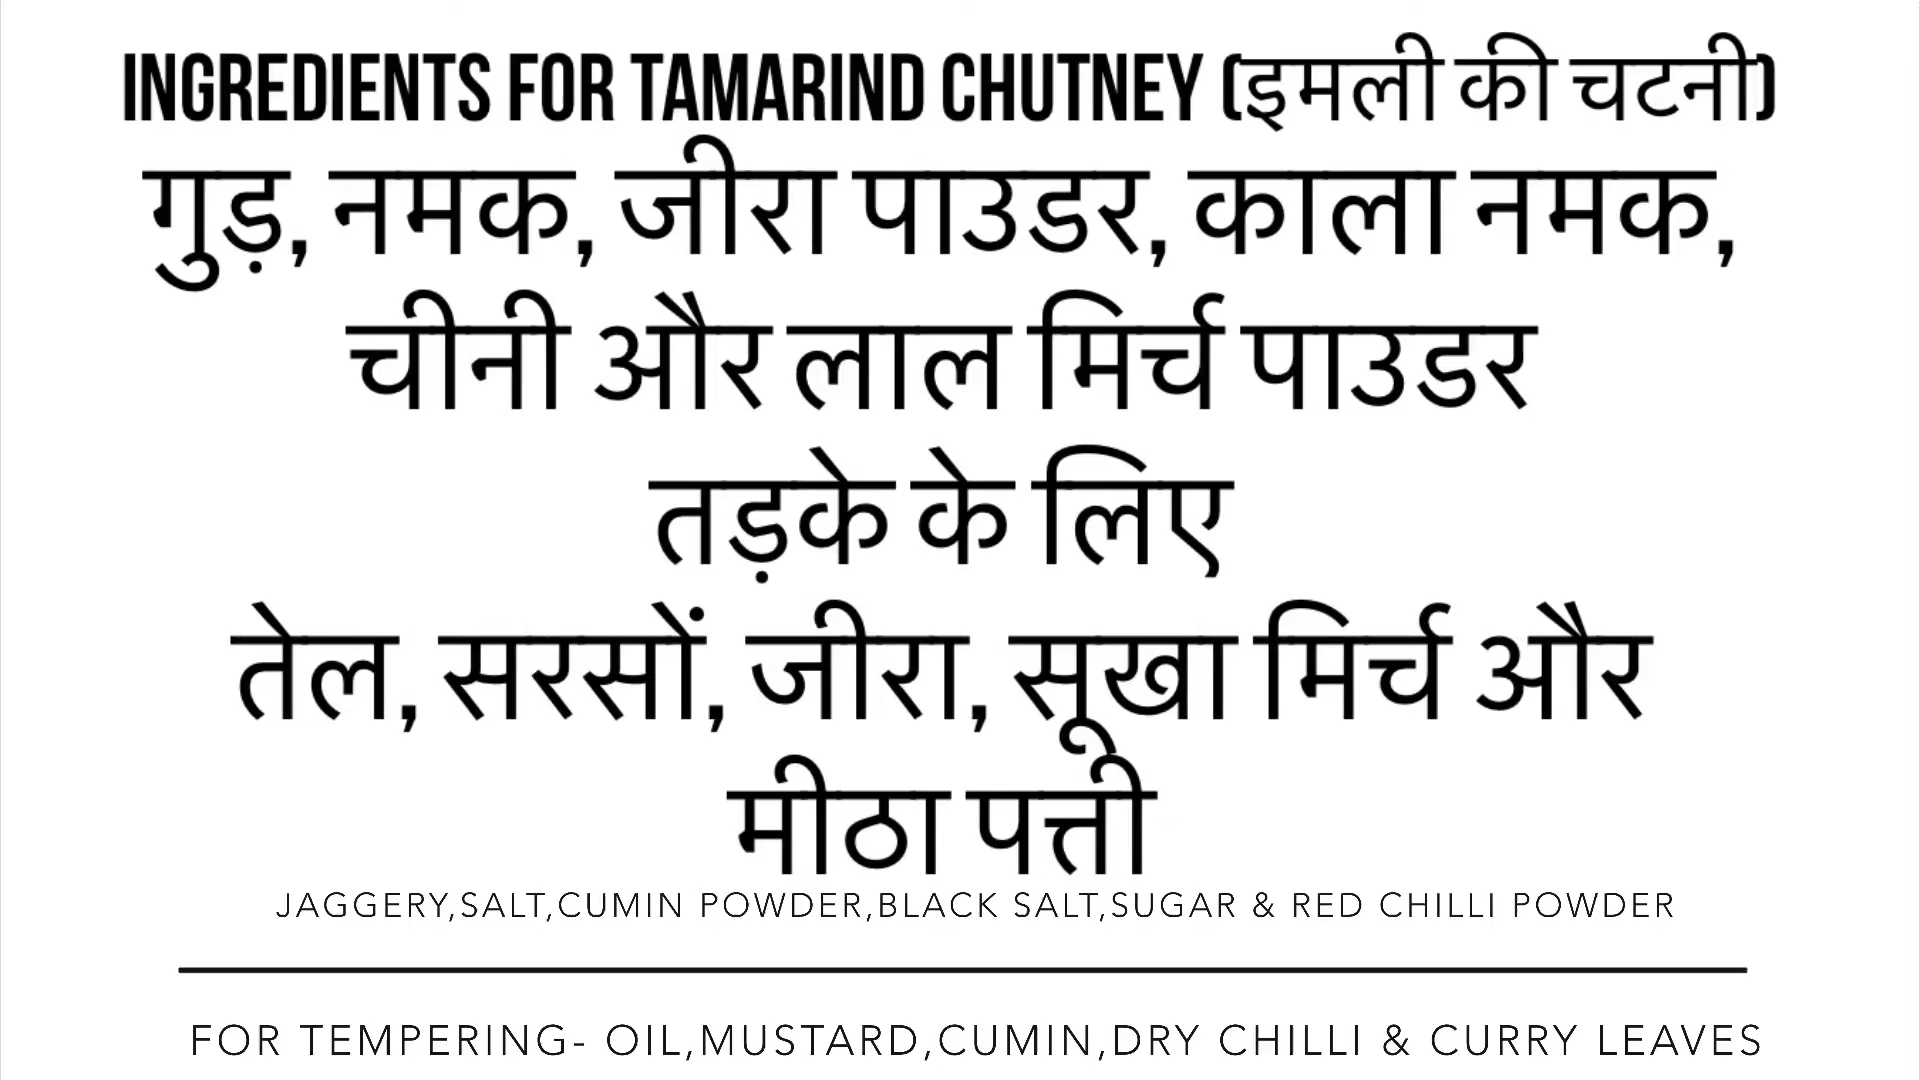 INGREDIENTS FOR TAMARIND CHUTNEY (इमली की चटनी)
गुड़, नमक, जीरा पाउडर, काला नमक,
चीनी और लाल मिर्च पाउडर
तड़के के लिए
तेल, सरसों, जीरा, सूखा मिर्च और
मीठा पत्ती
JAGGERY,SALT,CUMIN POWDER,BLACK SALT,SUGAR & RED CHILLI POWDER
FOR TEMPERING- OIL,MUSTARD,CUMIN,DRY CHILLI & CURRY LEAVES